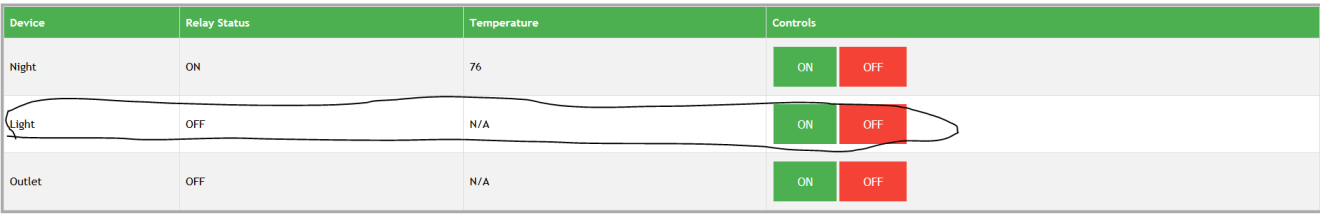 Device Relay Status Temperature Controls
Night ON 76 ON OFF
Light OFF N/A ON OFF
Outlet OFF N/A ON OFF